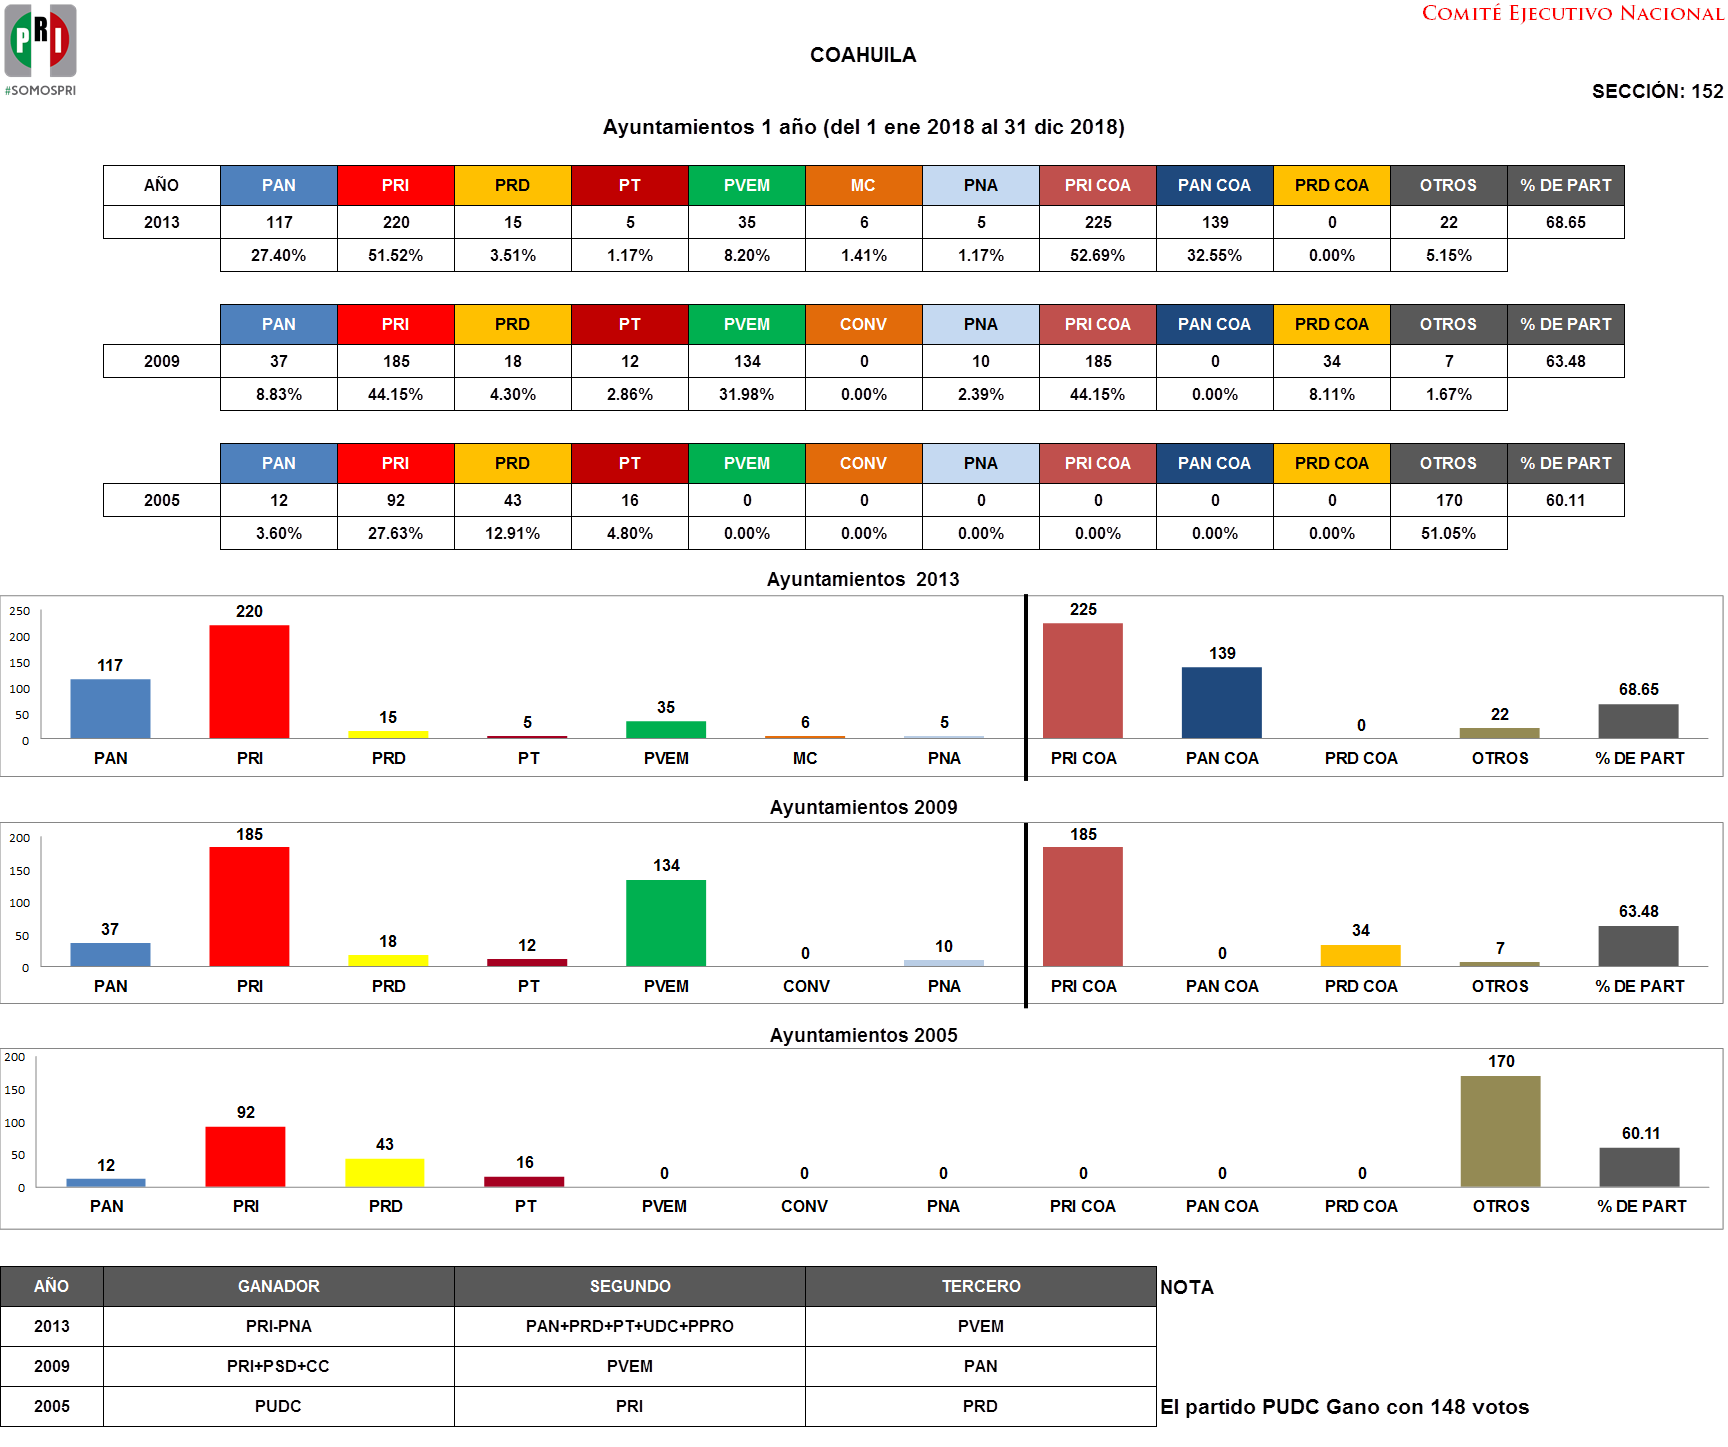 PRI
#SOMOSPRI
COMITÉ EJECUTIVO NACIONAL
COAHUILA
SECCIÓN: 152
Ayuntamientos 1 año (del 1 ene 2018 al 31 dic 2018)
AÑO PAN PRI PRD PT PVEM MC PNA PRI COA PAN COA PRD COA OTROS % DE PART
2013 117 220 15 5 35 6 5 225 139 0 22 68.65
27.40% 51.52% 3.51% 1.17% 8.20% 1.41% 1.17% 52.69% 32.55% 0.00% 5.15%
PAN PRI PRD PT PVEM CONV PNA PRI COA PAN COA PRD COA OTROS % DE PART
2009 37 185 18 12 134 0 10 185 0 34 7 63.48
8.83% 44.15% 4.30% 2.86% 31.98% 0.00% 2.39% 44.15% 0.00% 8.11% 1.67%
PAN PRI PRD PT PVEM CONV PNA PRI COA PAN COA PRD COA OTROS % DE PART
2005 12 92 43 16 0 0 0 0 0 0 170 60.11
3.60% 27.63% 12.91% 4.80% 0.00% 0.00% 0.00% 0.00% 0.00% 0.00% 51.05%
Ayuntamientos 2013
250
200
150
100
50
0
117 220 15 5 35 6 5 225 139 0 22 68.65
PAN PRI PRD PT PVEM MC PNA PRI COA PAN COA PRD COA OTROS % DE PART
Ayuntamientos 2009
200
150
100
50
0
37 185 18 12 134 0 10 185 0 34 7 63.48
PAN PRI PRD PT PVEM CONV PNA PRI COA PAN COA PRD COA OTROS % DE PART
Ayuntamientos 2005
200
150
100
50
0
12 92 43 16 0 0 0 0 0 0 170 60.11
PAN PRI PRD PT PVEM CONV PNA PRI COA PAN COA PRD COA OTROS % DE PART
AÑO GANADOR SEGUNDO TERCERO NOTA
2013 PRI-PNA PAN+PRD+PT+UDC+PPRO PVEM
2009 PRI+PSD+CC PVEM PAN
2005 PUDC PRI PRD El partido PUDC Gano con 148 votos